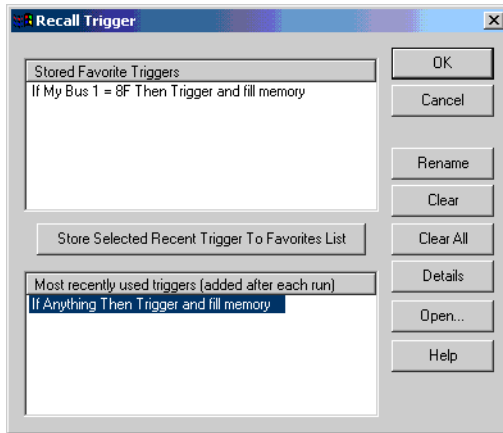 Recall Trigger
Stored Favorite Triggers
If My Bus 1 = 8F Then Trigger and fill memory
Store Selected Recent Trigger To Favorites List
Most recently used triggers (added after each run)
If Anything Then Trigger and fill memory
OK
Cancel
Rename
Clear
Clear All
Details
Open...
Help